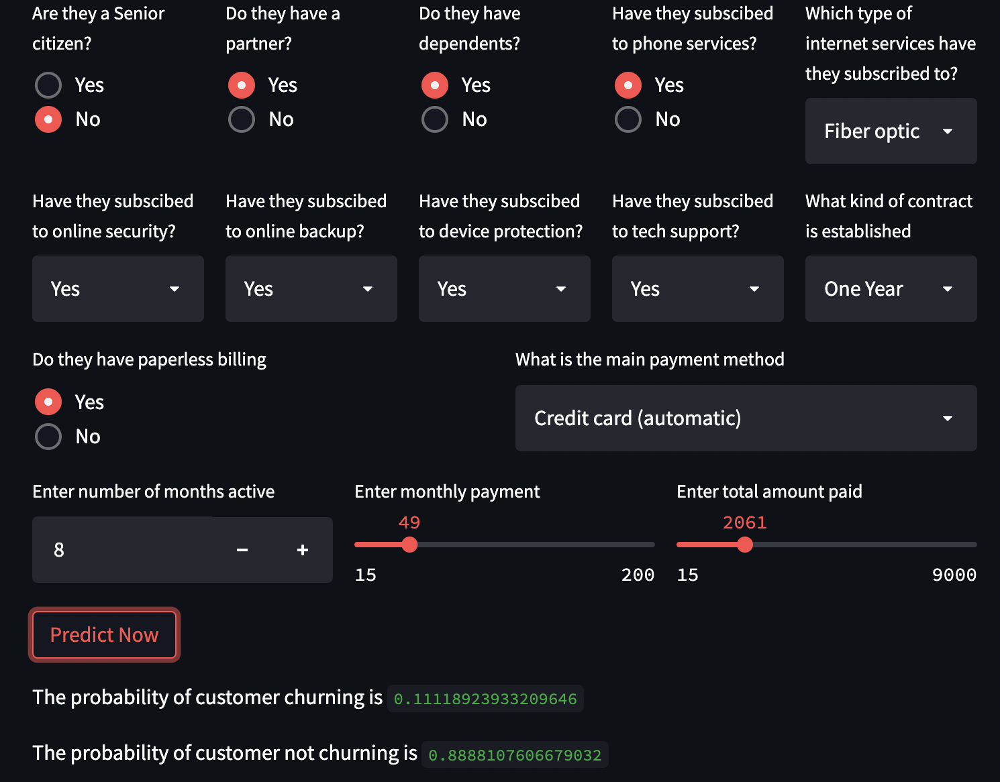 Are they a Senior
citizen?
Yes
No
Do they have a
partner?
Yes
No
Do they have
dependents?
Yes
No
Have they subscibed
to phone services?
Yes
No
Which type of
internet services have
they subscribed to?
Fiber optic
Have they subscibed
to online security?
Yes
Have they subscibed
to online backup?
Yes
Have they subscibed
to device protection?
Yes
Have they subscibed
to tech support?
Yes
What kind of contract
is established
One Year
Do they have paperless billing
Yes
No
What is the main payment method
Credit card (automatic)
Enter number of months active
8
Enter monthly payment
49
15 200
Enter total amount paid
2061
15 9000
Predict Now
The probability of customer churning is 0.11118923933209646
The probability of customer not churning is 0.8888107606679032